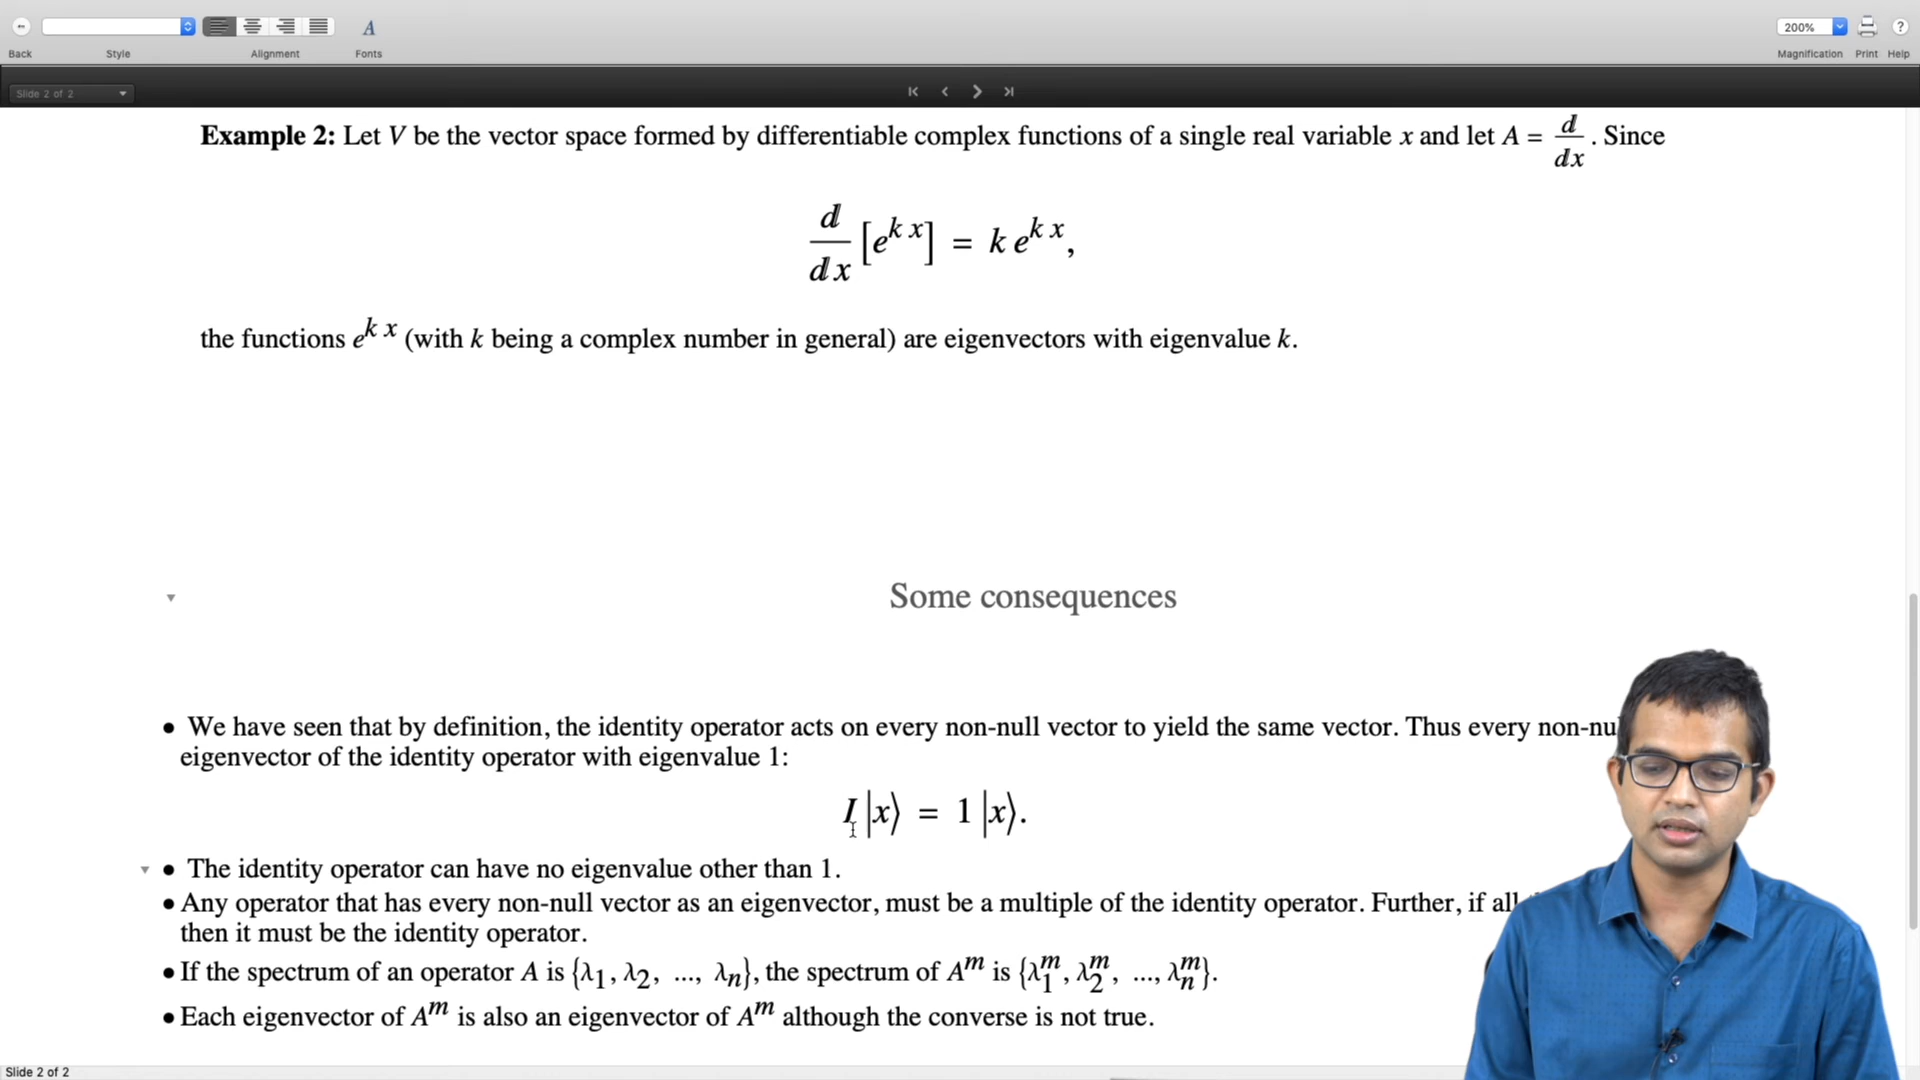 200%
Back Style Alignment Fonts Magnification Print Help
Slide 2 of 2
Example 2: Let V be the vector space formed by differentiable complex functions of a single real variable x and let A = d/dx . Since
d/dx [e^{k x}] = k e^{k x},
the functions e^{k x} (with k being a complex number in general) are eigenvectors with eigenvalue k.
Some consequences
• We have seen that by definition, the identity operator acts on every non-null vector to yield the same vector. Thus every non-nu
eigenvector of the identity operator with eigenvalue 1:
I |x⟩ = 1 |x⟩.
• The identity operator can have no eigenvalue other than 1.
• Any operator that has every non-null vector as an eigenvector, must be a multiple of the identity operator. Further, if all
then it must be the identity operator.
• If the spectrum of an operator A is {λ₁, λ₂, ..., λₙ}, the spectrum of A^m is {λ₁^m, λ₂^m, ..., λₙ^m}.
• Each eigenvector of A^m is also an eigenvector of A^m although the converse is not true.
Slide 2 of 2